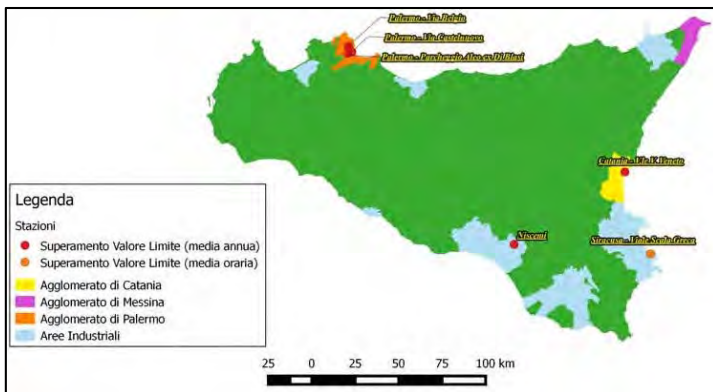 Palermo - Via Belgio
Palermo - Via Castelnuovo
Palermo - Parcheggio Alco ex Di Blasi
Catania - V.le V. Veneto
Niscemi
Siracusa - Viale Scala Greca
Legenda
Stazioni
Superamento Valore Limite (media annua)
Superamento Valore Limite (media oraria)
Agglomerato di Catania
Agglomerato di Messina
Agglomerato di Palermo
Aree Industriali
25 0 25 50 75 100 km